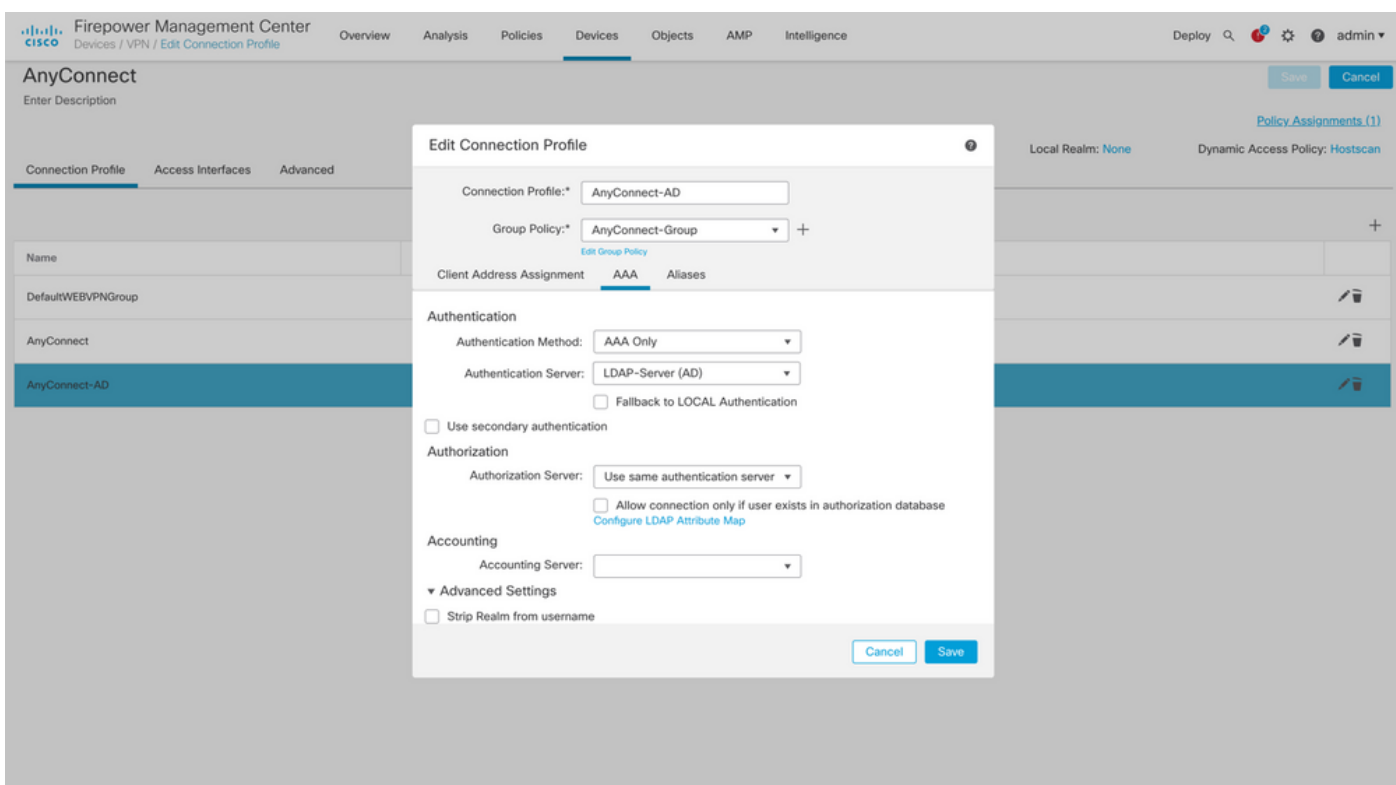 Firepower Management Center
CISCO Devices / VPN / Edit Connection Profile
Overview Analysis Policies Devices Objects AMP Intelligence Deploy 2 admin
AnyConnect Save Cancel
Enter Description
Policy Assignments (1)
Local Realm: None Dynamic Access Policy: Hostscan
Connection Profile Access Interfaces Advanced
Name
DefaultWEBVPNGroup
AnyConnect
AnyConnect-AD
Edit Connection Profile
Connection Profile:* AnyConnect-AD
Group Policy:* AnyConnect-Group +
Edit Group Policy
Client Address Assignment AAA Aliases
Authentication
Authentication Method: AAA Only
Authentication Server: LDAP-Server (AD)
Fallback to LOCAL Authentication
Use secondary authentication
Authorization
Authorization Server: Use same authentication server
Allow connection only if user exists in authorization database
Configure LDAP Attribute Map
Accounting
Accounting Server:
Advanced Settings
Strip Realm from username
Cancel Save